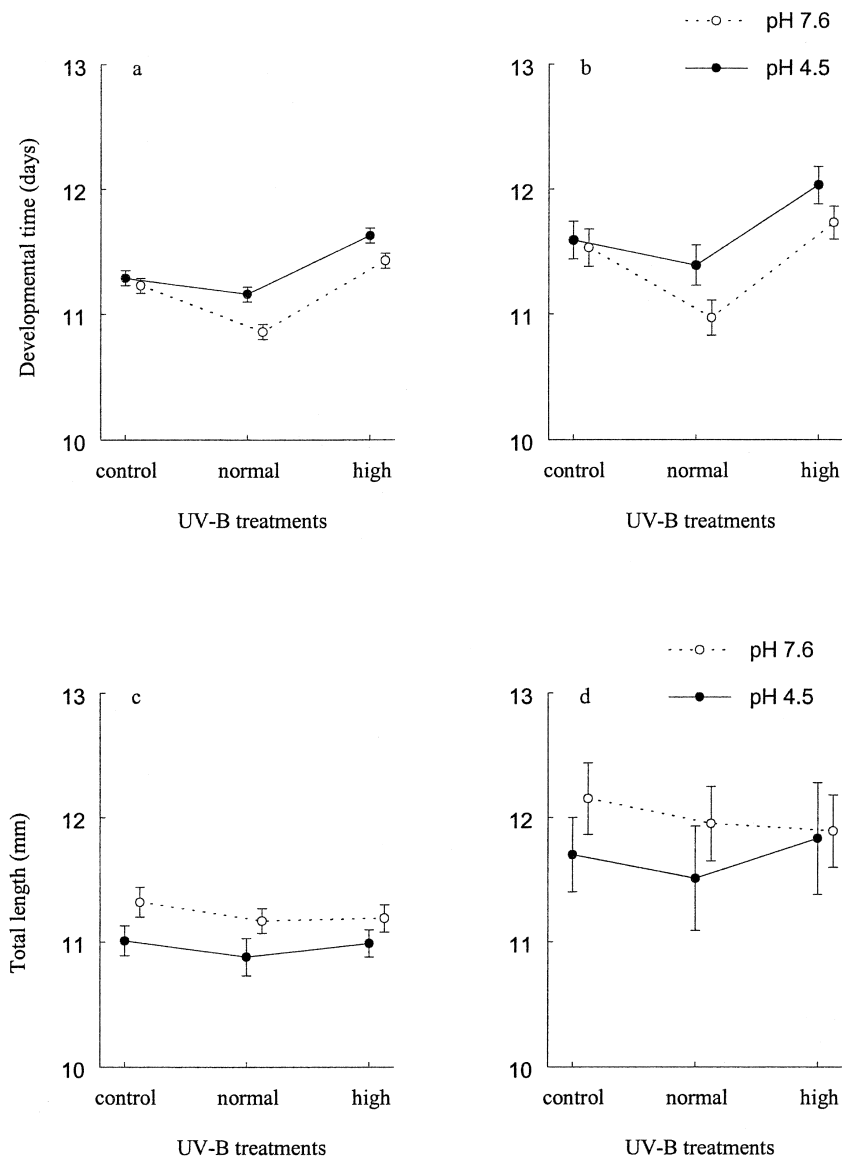 pH 7.6
pH 4.5
a
Developmental time (days)
13
12
11
10
control normal high
UV-B treatments
b
13
12
11
10
control normal high
UV-B treatments
pH 7.6
pH 4.5
c
Total length (mm)
13
12
11
10
control normal high
UV-B treatments
d
13
12
11
10
control normal high
UV-B treatments